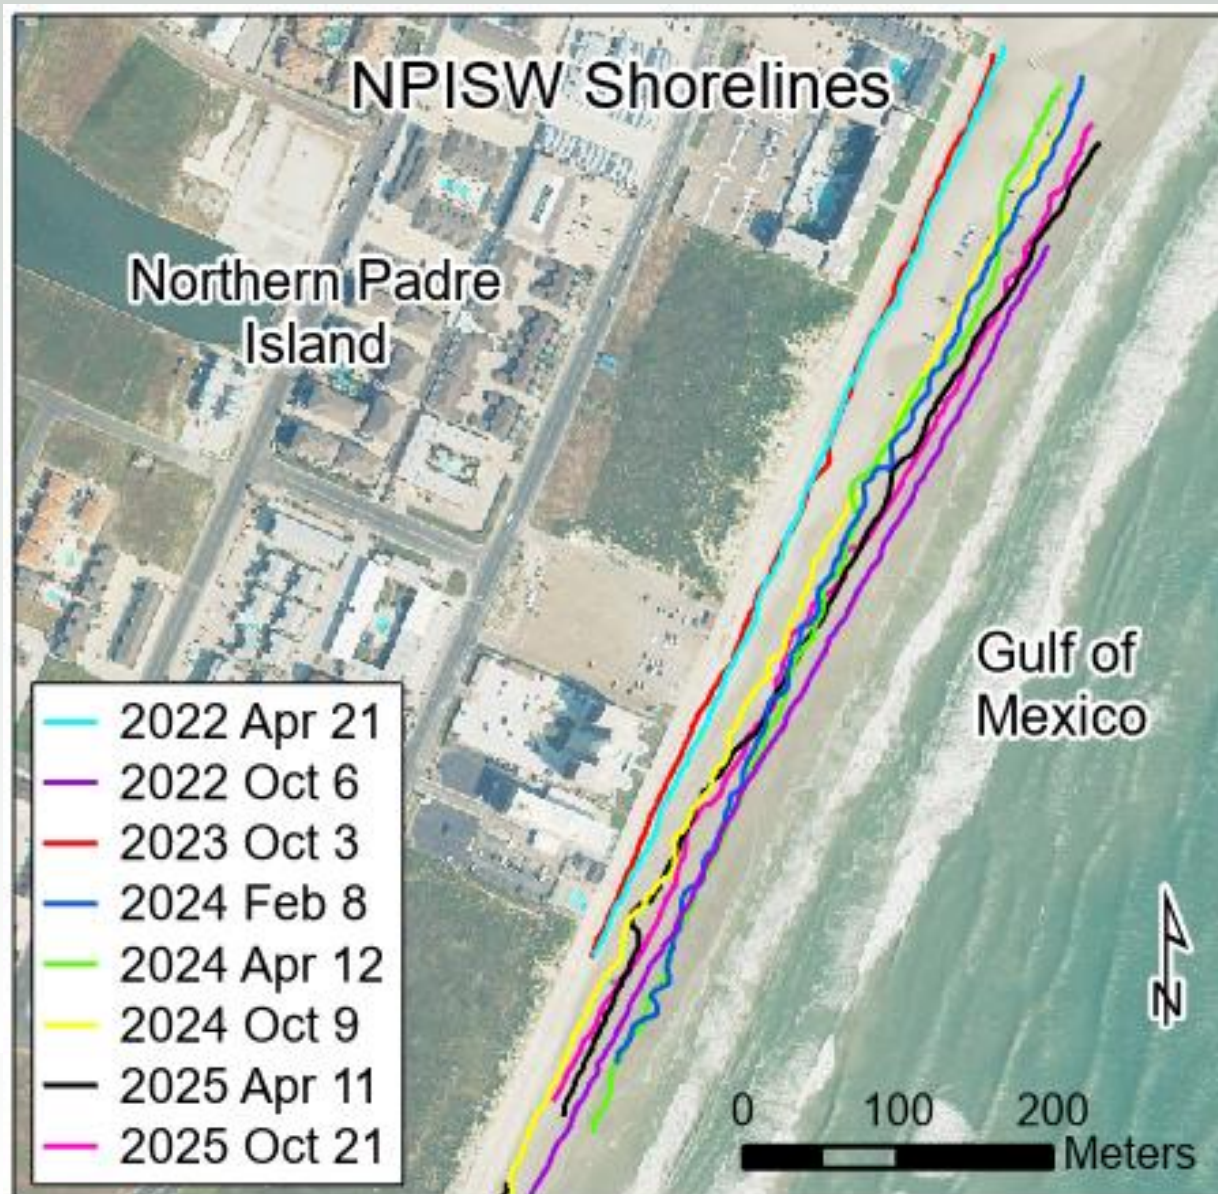 NPISW Shorelines
Northern Padre
Island
Gulf of
Mexico
2022 Apr 21
2022 Oct 6
2023 Oct 3
2024 Feb 8
2024 Apr 12
2024 Oct 9
2025 Apr 11
2025 Oct 21
N
0 100 200
Meters